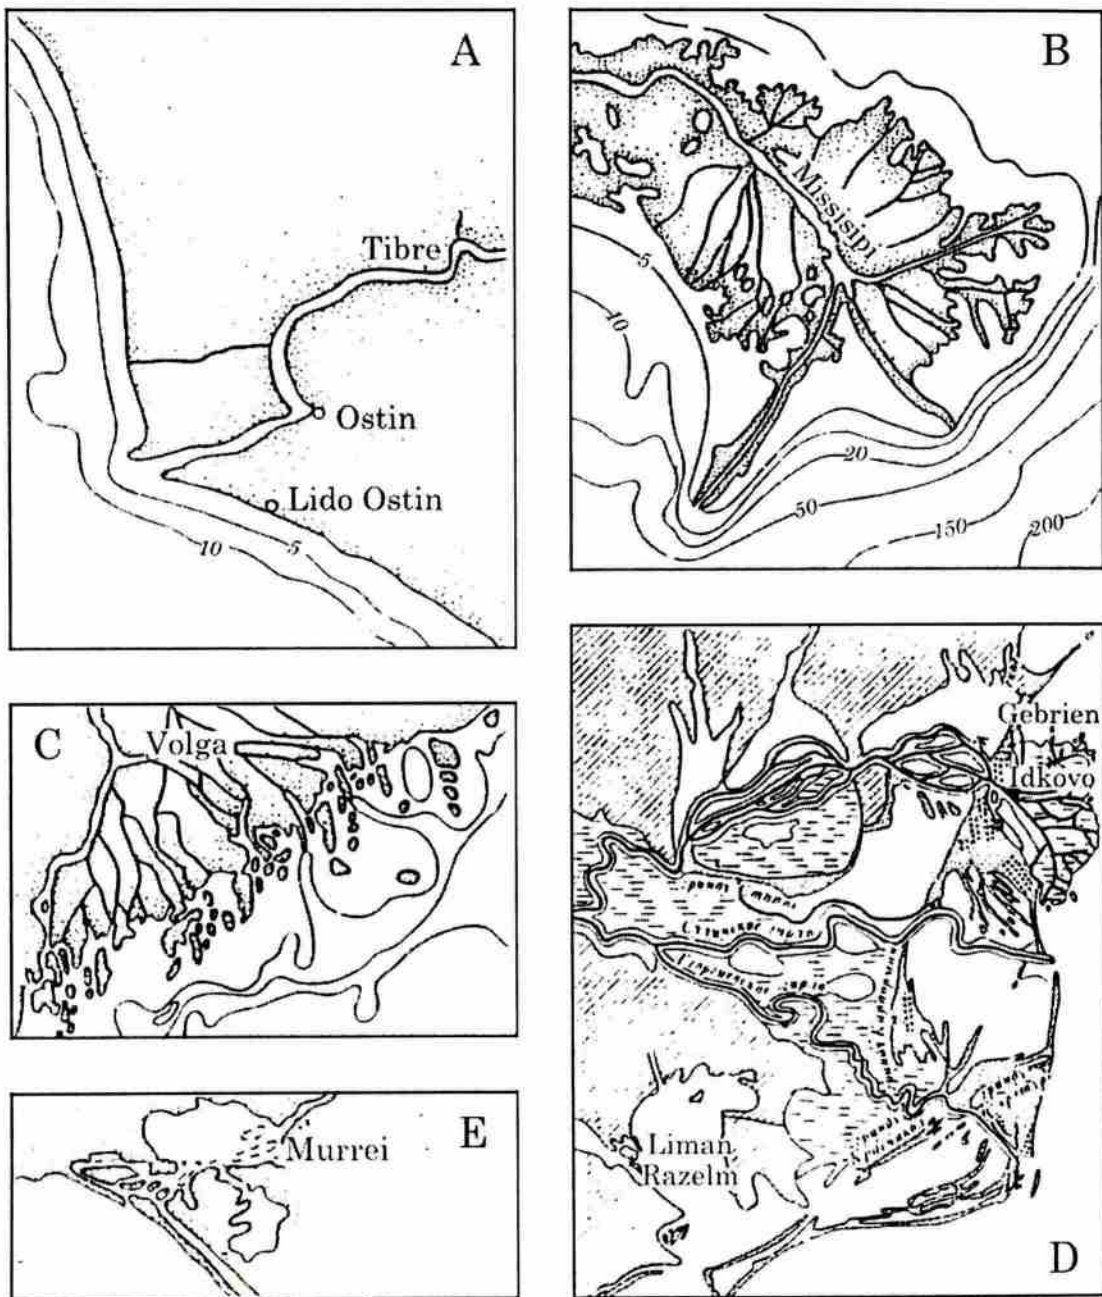 A
Tibre
Ostin
Lido Ostin
5
10
B
Missisipi
5
10
20
50
150
200
C
Volga
Gebrien
Idkovo
Liman
Razelm
D
E
Murrei